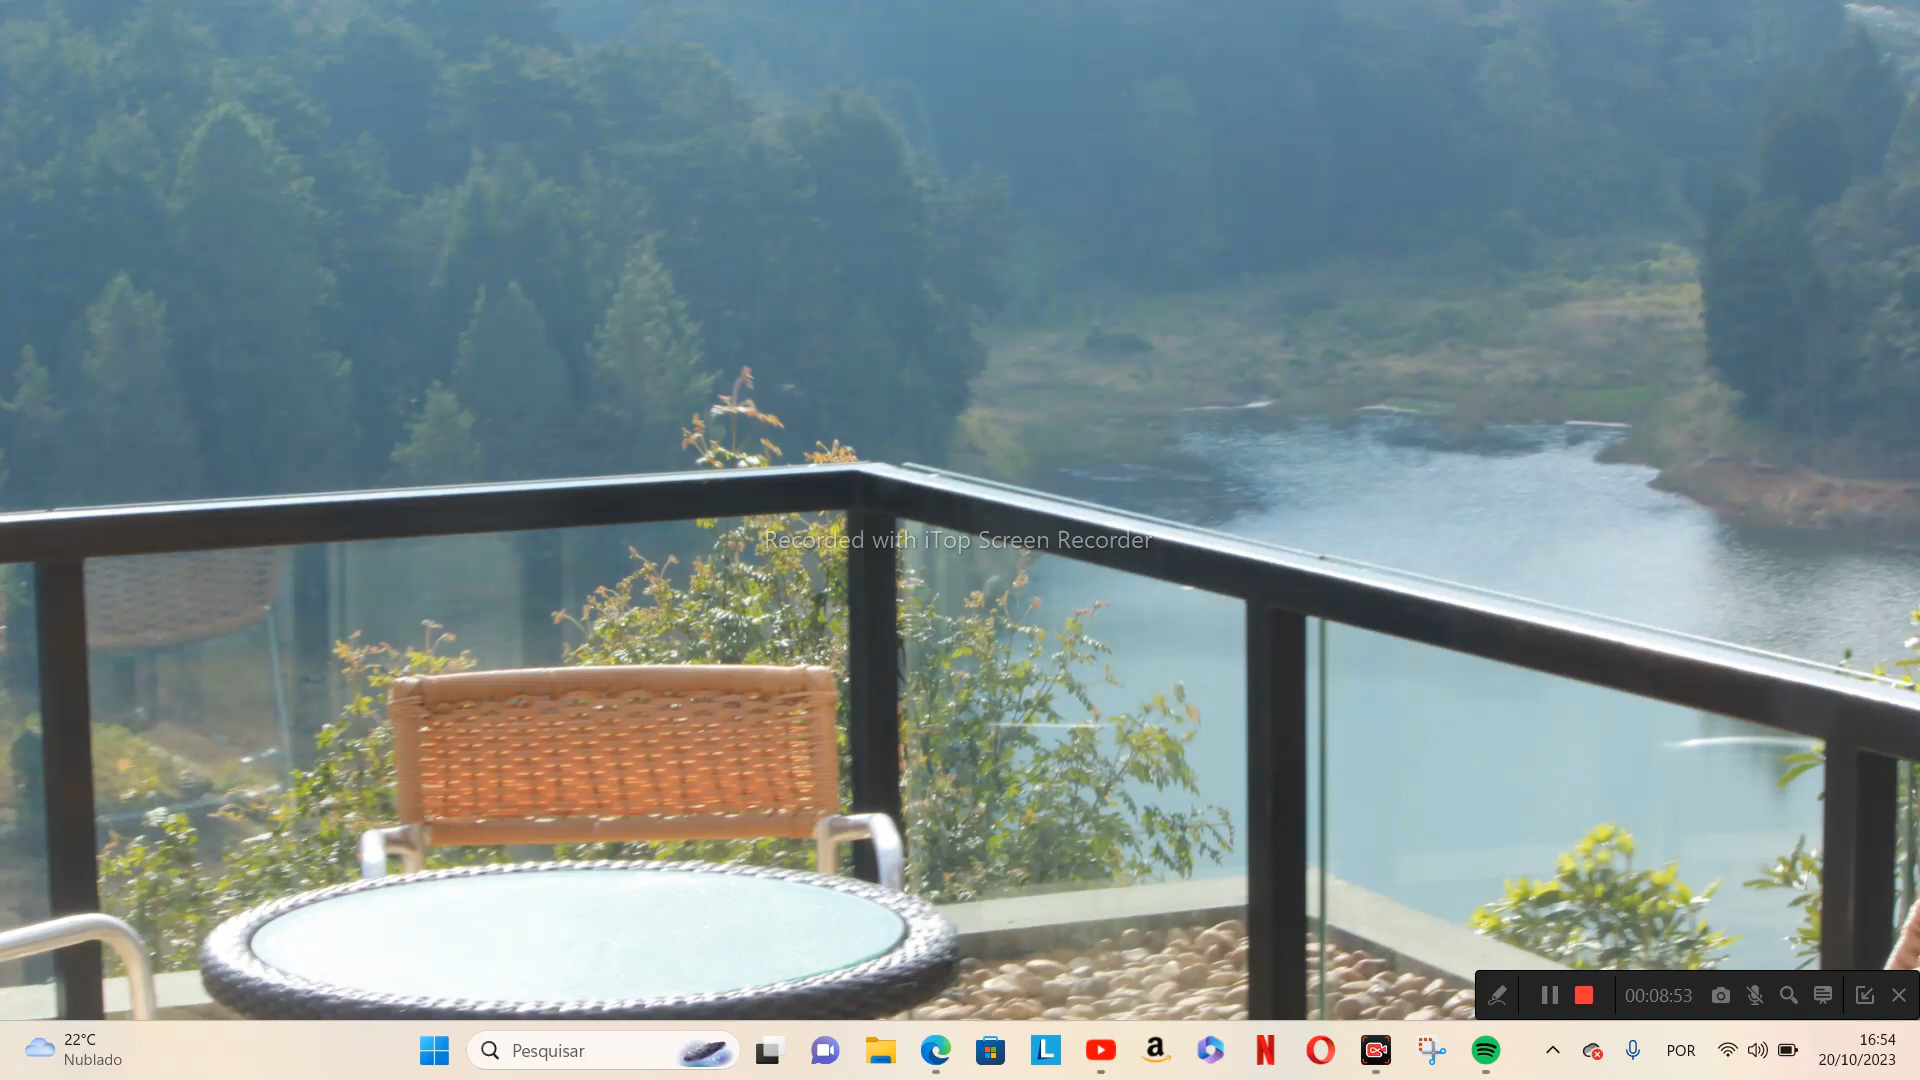 Recorded with iTop Screen Recorder
00:08:53
22°C
Nublado
Pesquisar
L
a
N
POR
16:54
20/10/2023